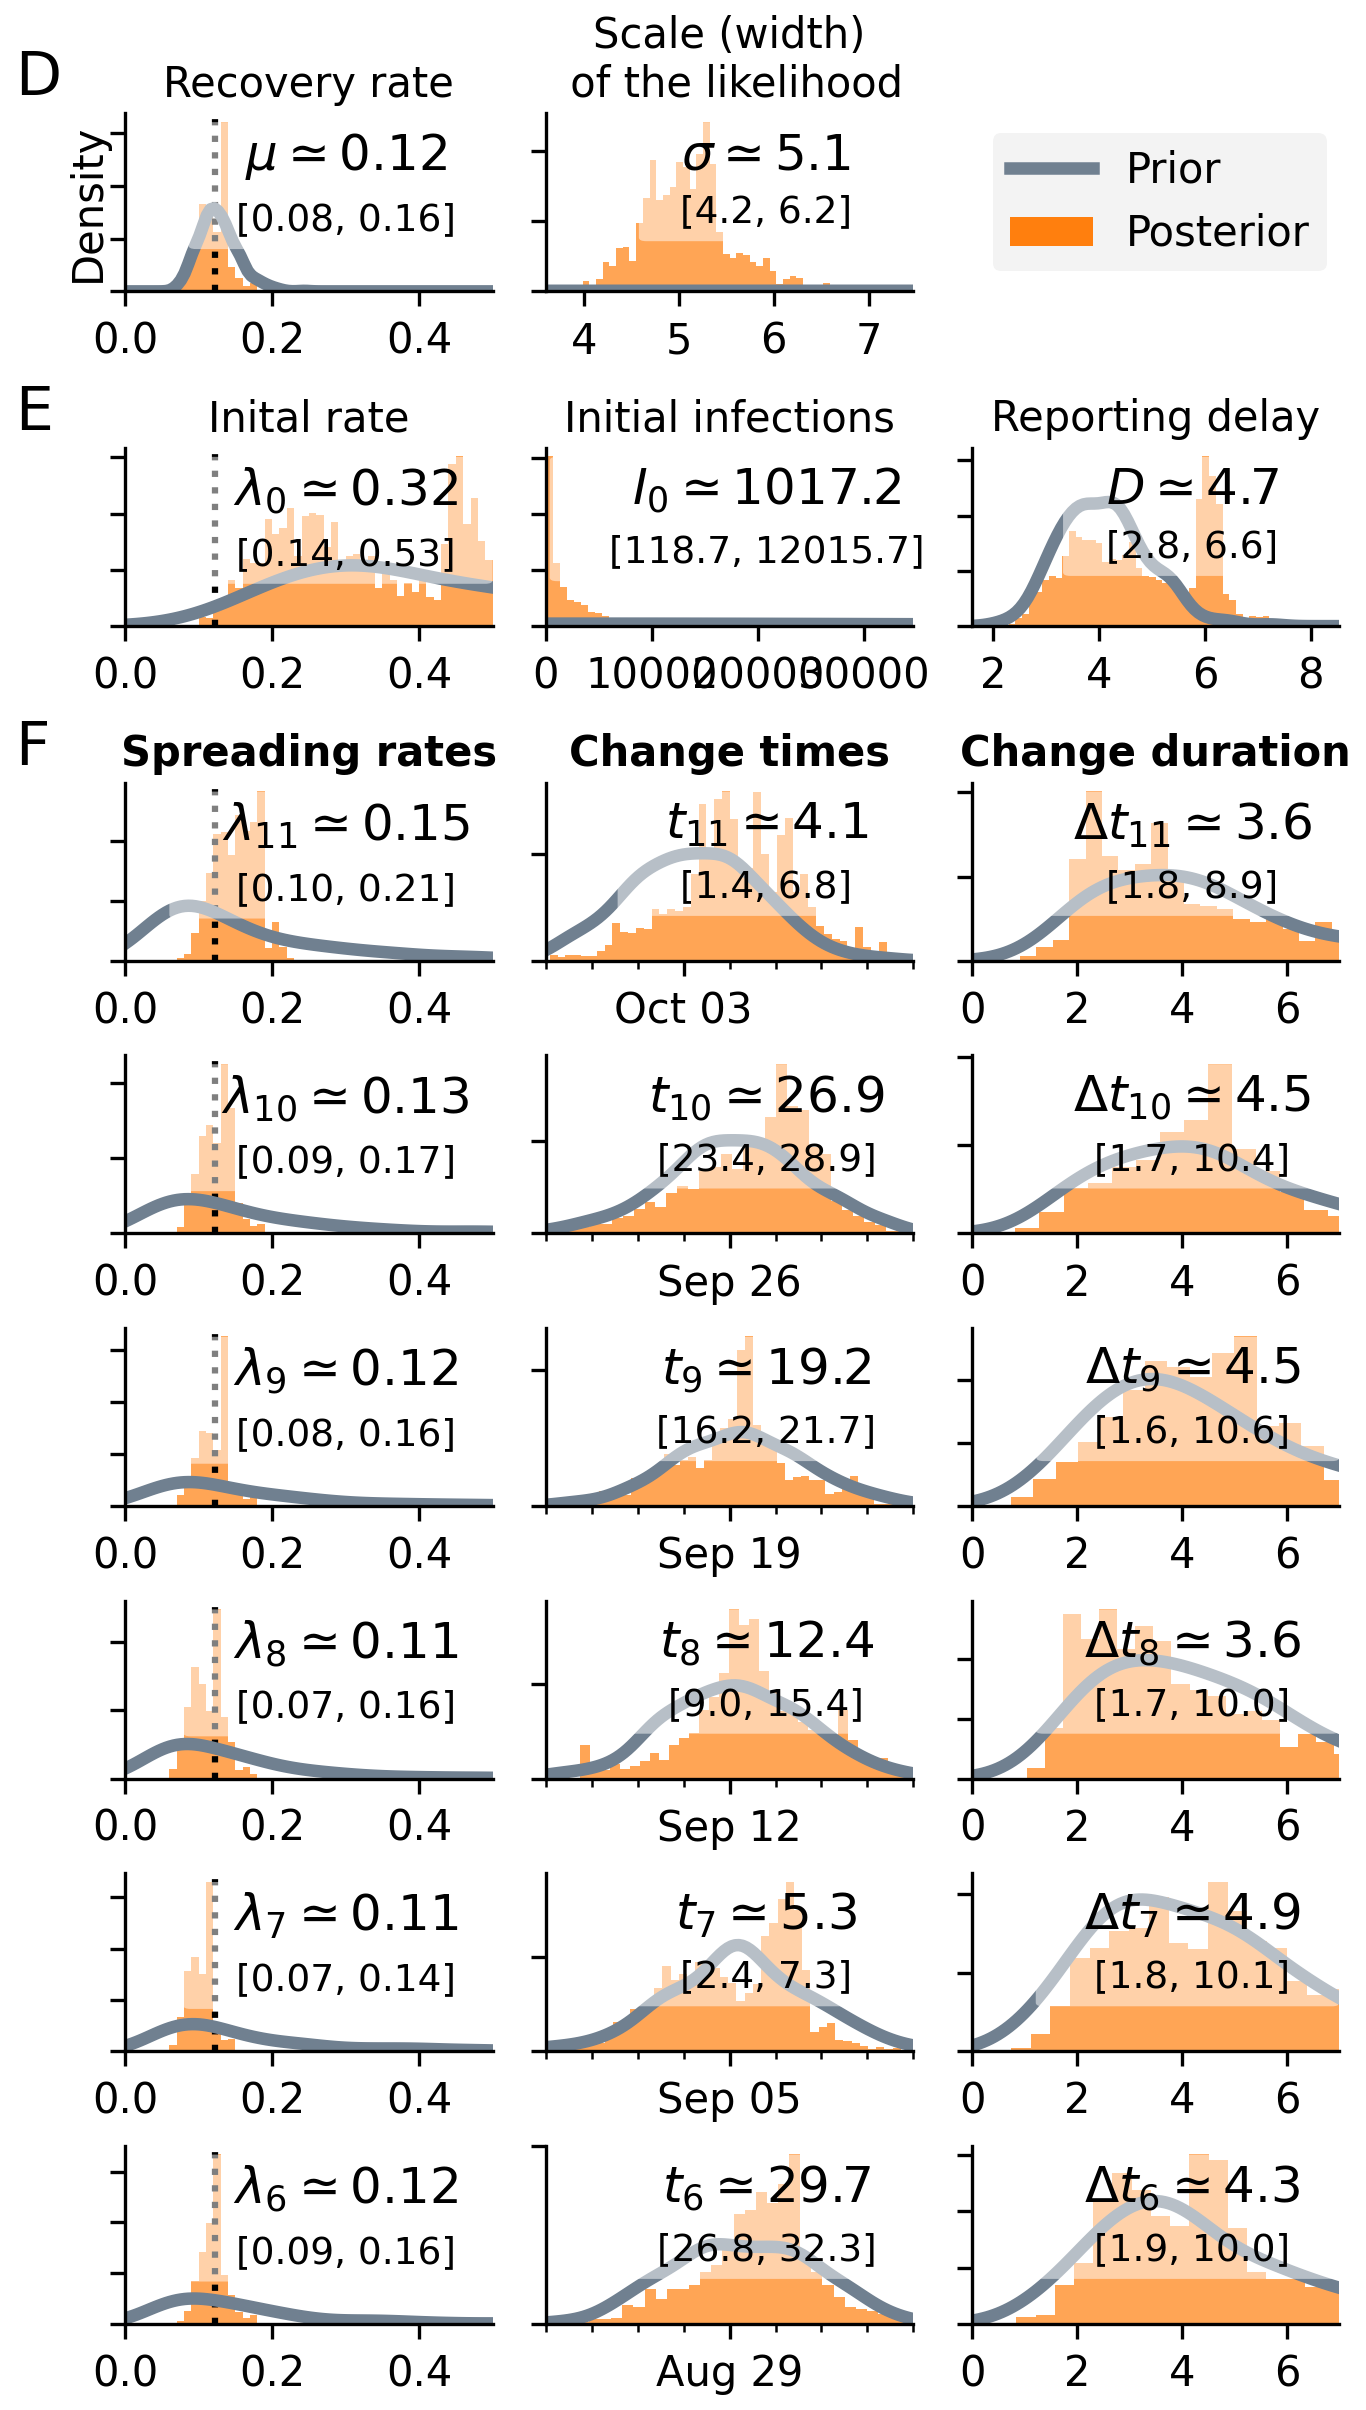 D
Recovery rate
Scale (width)
of the likelihood
Density
μ ≃ 0.12
[0.08, 0.16]
0.0 0.2 0.4
σ ≃ 5.1
[4.2, 6.2]
4 5 6 7
Prior
Posterior
E
Inital rate
λ0 ≃ 0.32
[0.14, 0.53]
0.0 0.2 0.4
Initial infections
I0 ≃ 1017.2
[118.7, 12015.7]
0 10000 20000 30000
Reporting delay
D ≃ 4.7
[2.8, 6.6]
2 4 6 8
F
Spreading rates Change times Change duration
λ11 ≃ 0.15
[0.10, 0.21]
0.0 0.2 0.4
t11 ≃ 4.1
[1.4, 6.8]
Oct 03
Δt11 ≃ 3.6
[1.8, 8.9]
0 2 4 6
λ10 ≃ 0.13
[0.09, 0.17]
0.0 0.2 0.4
t10 ≃ 26.9
[23.4, 28.9]
Sep 26
Δt10 ≃ 4.5
[1.7, 10.4]
0 2 4 6
λ9 ≃ 0.12
[0.08, 0.16]
0.0 0.2 0.4
t9 ≃ 19.2
[16.2, 21.7]
Sep 19
Δt9 ≃ 4.5
[1.6, 10.6]
0 2 4 6
λ8 ≃ 0.11
[0.07, 0.16]
0.0 0.2 0.4
t8 ≃ 12.4
[9.0, 15.4]
Sep 12
Δt8 ≃ 3.6
[1.7, 10.0]
0 2 4 6
λ7 ≃ 0.11
[0.07, 0.14]
0.0 0.2 0.4
t7 ≃ 5.3
[2.4, 7.3]
Sep 05
Δt7 ≃ 4.9
[1.8, 10.1]
0 2 4 6
λ6 ≃ 0.12
[0.09, 0.16]
0.0 0.2 0.4
t6 ≃ 29.7
[26.8, 32.3]
Aug 29
Δt6 ≃ 4.3
[1.9, 10.0]
0 2 4 6